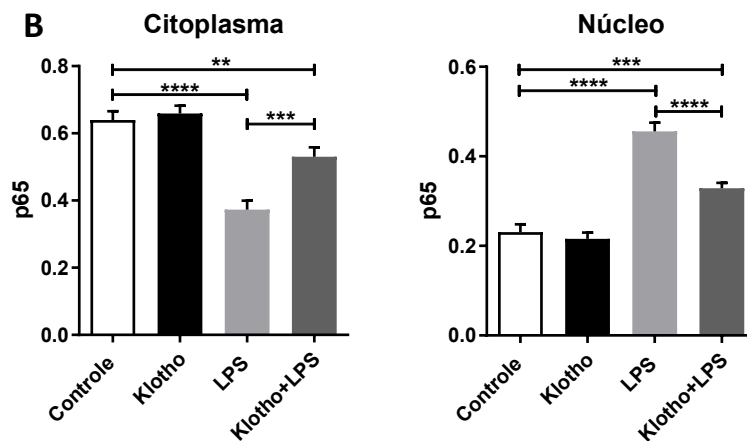 B
Citoplasma
p65
0.8
0.6
0.4
0.2
0.0
**
****
***
Controle
Klotho
LPS
Klotho+LPS
Núcleo
p65
0.6
0.4
0.2
0.0
***
****
****
Controle
Klotho
LPS
Klotho+LPS